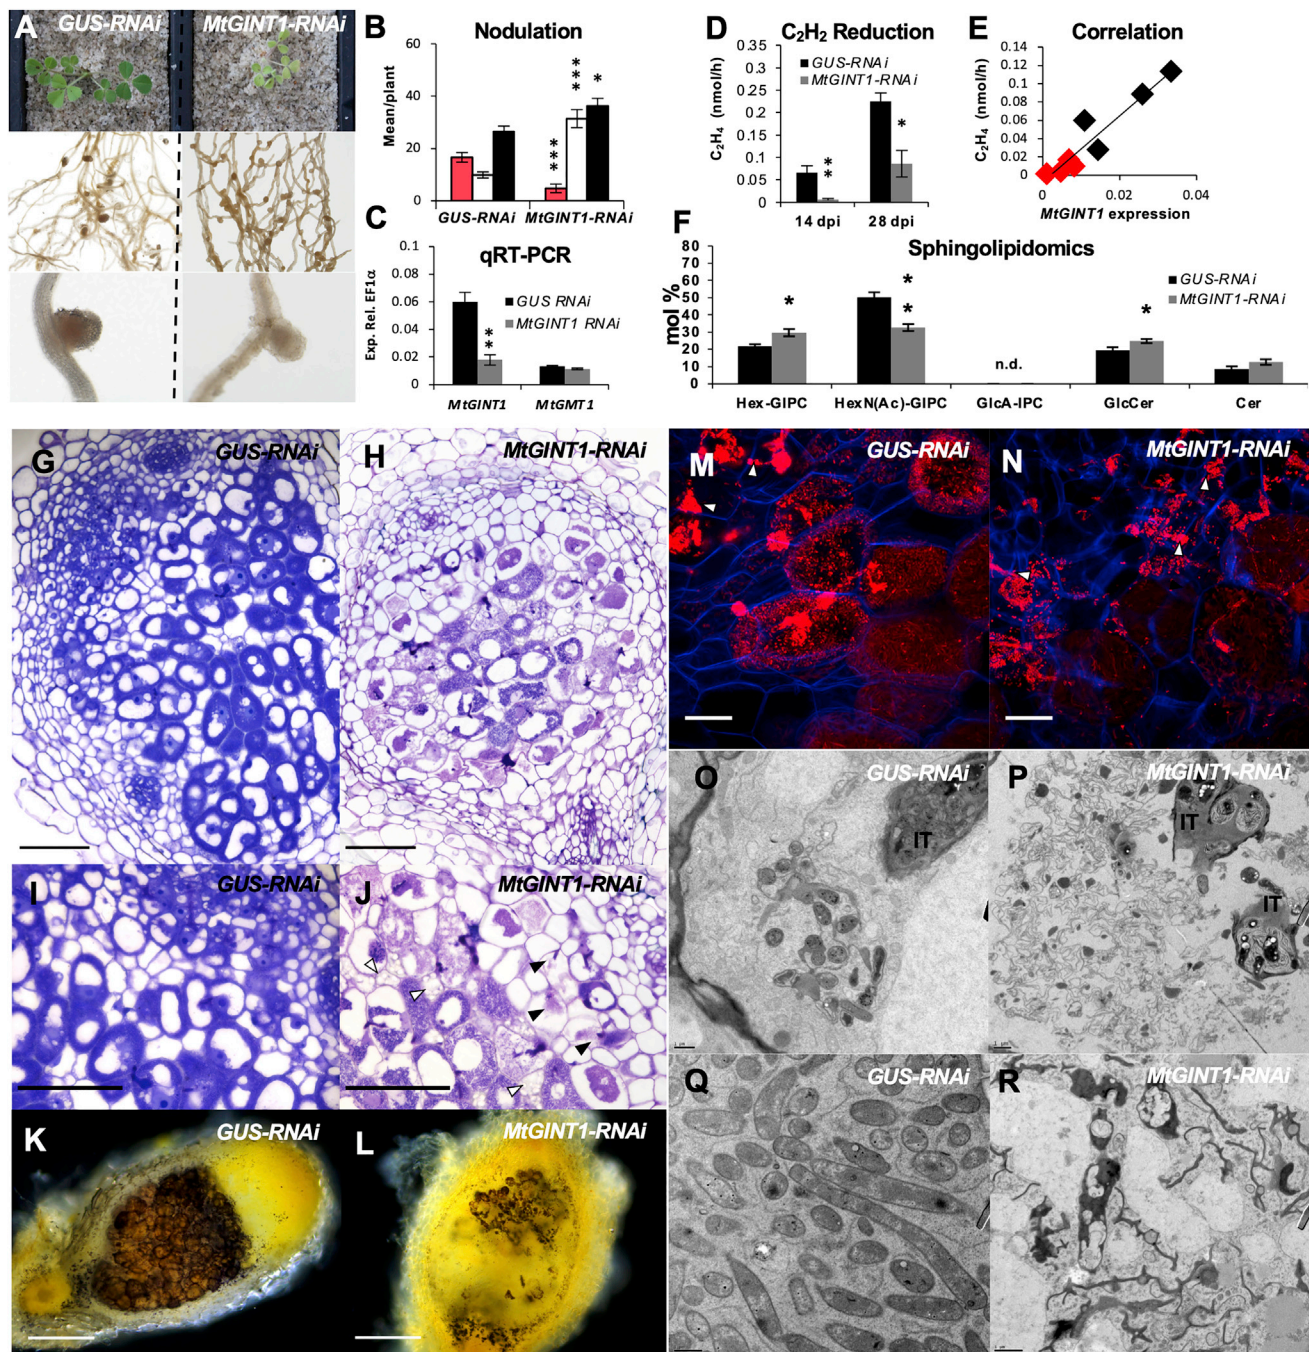 A
GUS-RNAi
MtGINT1-RNAi
B
Nodulation
Mean/plant
60
40
20
0
***
***
*
GUS-RNAi
MtGINT1-RNAi
C
qRT-PCR
Exp. Rel. EF1α
0.1
0.06
0.06
0.04
0.02
0
GUS RNAi
MtGINT1 RNAi
**
MtGINT1
MtGMT1
D
C₂H₂ Reduction
C₂H₄ (nmol/h)
0.35
0.3
0.25
0.2
0.15
0.1
0.05
0
GUS-RNAi
MtGINT1-RNAi
**
*
14 dpi
28 dpi
E
Correlation
C₂H₄ (nmol/h)
0.14
0.12
0.1
0.08
0.06
0.04
0.02
0
0
0.02
0.04
MtGINT1 expression
F
Sphingolipidomics
mol %
80
70
60
50
40
30
20
10
0
GUS-RNAi
MtGINT1-RNAi
*
**
n.d.
*
Hex-GIPC
HexN(Ac)-GIPC
GlcA-IPC
GlcCer
Cer
G
GUS-RNAi
H
MtGINT1-RNAi
I
GUS-RNAi
J
MtGINT1-RNAi
K
GUS-RNAi
L
MtGINT1-RNAi
M
GUS-RNAi
N
MtGINT1-RNAi
O
GUS-RNAi
IT
P
MtGINT1-RNAi
IT
IT
Q
GUS-RNAi
R
MtGINT1-RNAi